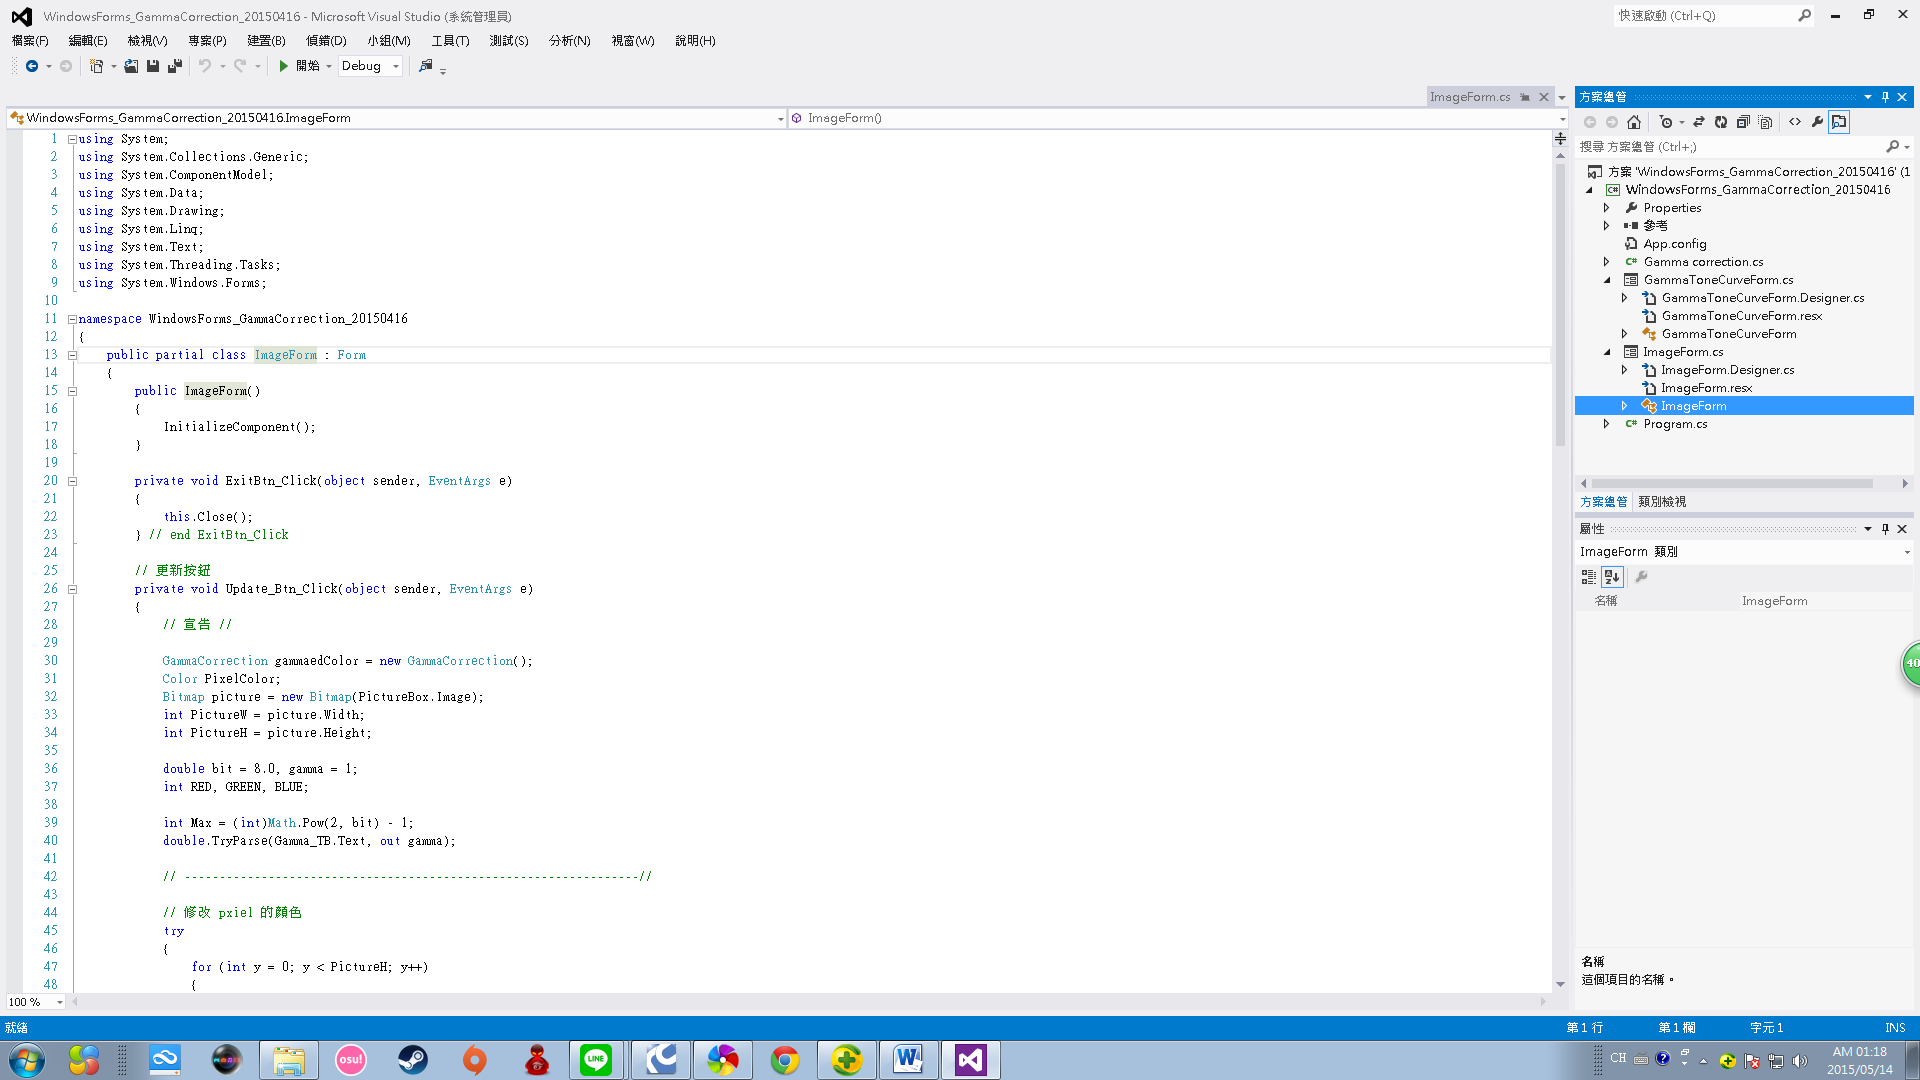 WindowsForms_GammaCorrection_20150416 - Microsoft Visual Studio (系統管理員)
快速啟動 (Ctrl+Q)
檔案(F) 編輯(E) 檢視(V) 專案(P) 建置(B) 偵錯(D) 小組(M) 工具(T) 測試(S) 分析(N) 視窗(W) 說明(H)
開始 Debug
ImageForm.cs
WindowsForms_GammaCorrection_20150416.ImageForm
ImageForm()
1 using System;
2 using System.Collections.Generic;
3 using System.ComponentModel;
4 using System.Data;
5 using System.Drawing;
6 using System.Linq;
7 using System.Text;
8 using System.Threading.Tasks;
9 using System.Windows.Forms;
10
11 namespace WindowsForms_GammaCorrection_20150416
12 {
13 public partial class ImageForm : Form
14 {
15 public ImageForm()
16 {
17 InitializeComponent();
18 }
19
20 private void ExitBtn_Click(object sender, EventArgs e)
21 {
22 this.Close();
23 } // end ExitBtn_Click
24
25 // 更新按鈕
26 private void Update_Btn_Click(object sender, EventArgs e)
27 {
28 // 宣告 //
29
30 GammaCorrection gammaedColor = new GammaCorrection();
31 Color PixelColor;
32 Bitmap picture = new Bitmap(PictureBox.Image);
33 int PictureW = picture.Width;
34 int PictureH = picture.Height;
35
36 double bit = 8.0, gamma = 1;
37 int RED, GREEN, BLUE;
38
39 int Max = (int)Math.Pow(2, bit) - 1;
40 double.TryParse(Gamma_TB.Text, out gamma);
41
42 // -----------------------------------------------------------------//
43
44 // 修改 pxiel 的顏色
45 try
46 {
47 for (int y = 0; y < PictureH; y++)
48 {
100 %
方案總管
搜尋 方案總管 (Ctrl+;)
方案 'WindowsForms_GammaCorrection_20150416' (1
WindowsForms_GammaCorrection_20150416
Properties
參考
App.config
Gamma correction.cs
GammaToneCurveForm.cs
GammaToneCurveForm.Designer.cs
GammaToneCurveForm.resx
GammaToneCurveForm
ImageForm.cs
ImageForm.Designer.cs
ImageForm.resx
ImageForm
Program.cs
方案總管 類別檢視
屬性
ImageForm 類別
名稱 ImageForm
40
名稱
這個項目的名稱。
就緒 第 1 行 第 1 欄 字元 1 INS
osu! LINE W
CH
AM 01:18
2015/05/14